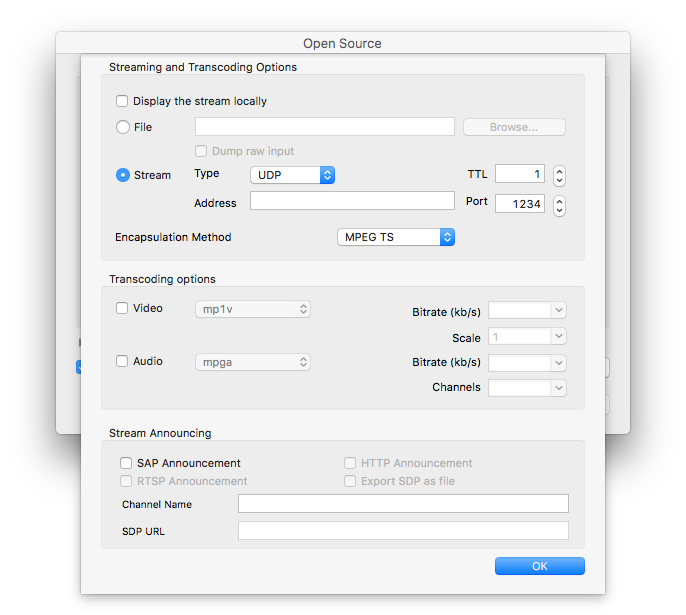 Open Source
Streaming and Transcoding Options
Display the stream locally
File Browse...
Dump raw input
Stream Type UDP TTL 1
Address Port 1234
Encapsulation Method MPEG TS
Transcoding options
Video mp1v Bitrate (kb/s)
Scale 1
Audio mpga Bitrate (kb/s)
Channels
Stream Announcing
SAP Announcement HTTP Announcement
RTSP Announcement Export SDP as file
Channel Name
SDP URL
OK